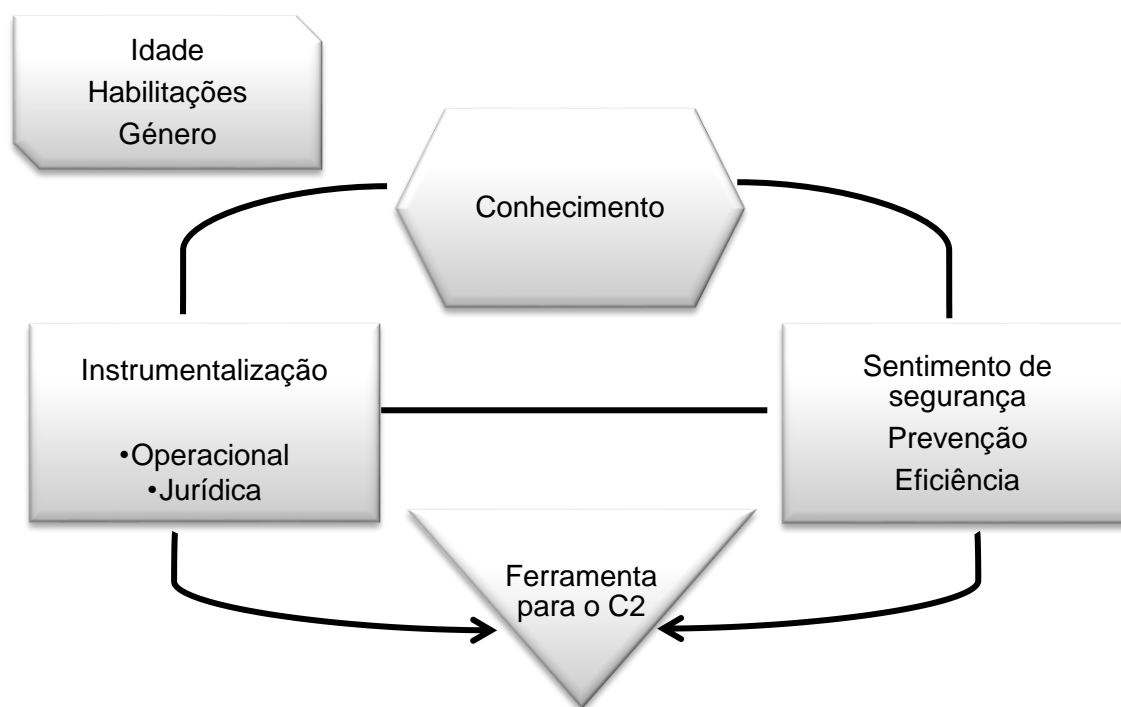 Idade
Habilitações
Género
Conhecimento
Instrumentalização
•Operacional
•Jurídica
Sentimento de
segurança
Prevenção
Eficiência
Ferramenta
para o C2